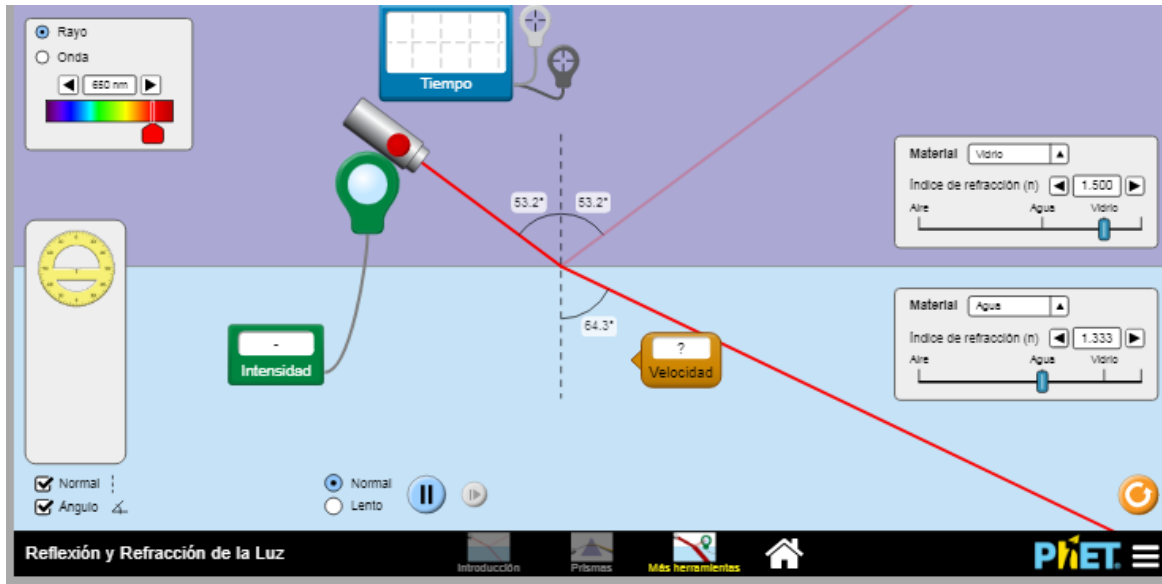 Rayo
Onda
650 nm
Tiempo
53.2°
53.2°
Material Vidrio
Índice de refracción (n) 1.500
Aire Agua Vidrio
64.3°
Material Agua
Índice de refracción (n) 1.333
Aire Agua Vidrio
-
Intensidad
?
Velocidad
Normal
Ángulo
Normal
Lento
Reflexión y Refracción de la Luz
Introducción
Prismas
Más herramientas
PhET